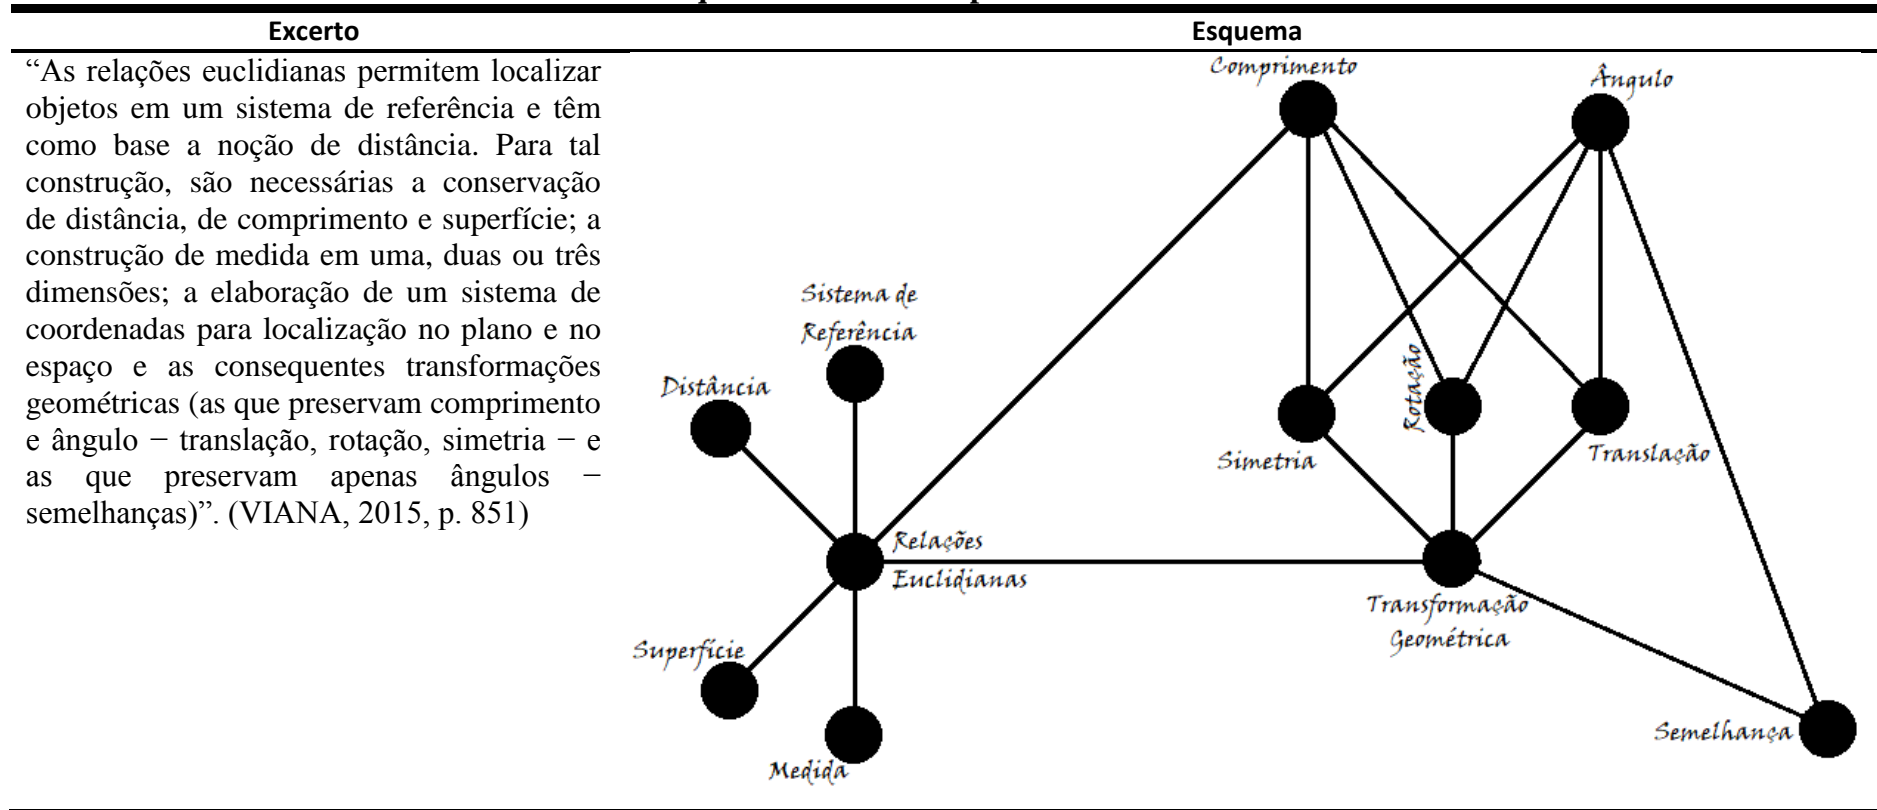 Excerto
Esquema
“As relações euclidianas permitem localizar
objetos em um sistema de referência e têm
como base a noção de distância. Para tal
construção, são necessárias a conservação
de distância, de comprimento e superfície; a
construção de medida em uma, duas ou três
dimensões; a elaboração de um sistema de
coordenadas para localização no plano e no
espaço e as consequentes transformações
geométricas (as que preservam comprimento
e ângulo − translação, rotação, simetria − e
as que preservam apenas ângulos −
semelhanças)”. (VIANA, 2015, p. 851)
Comprimento
Ângulo
Sistema de
Referência
Distância
Rotação
Simetria
Translação
Relações
Euclidianas
Transformação
Geométrica
Superfície
Medida
Semelhança